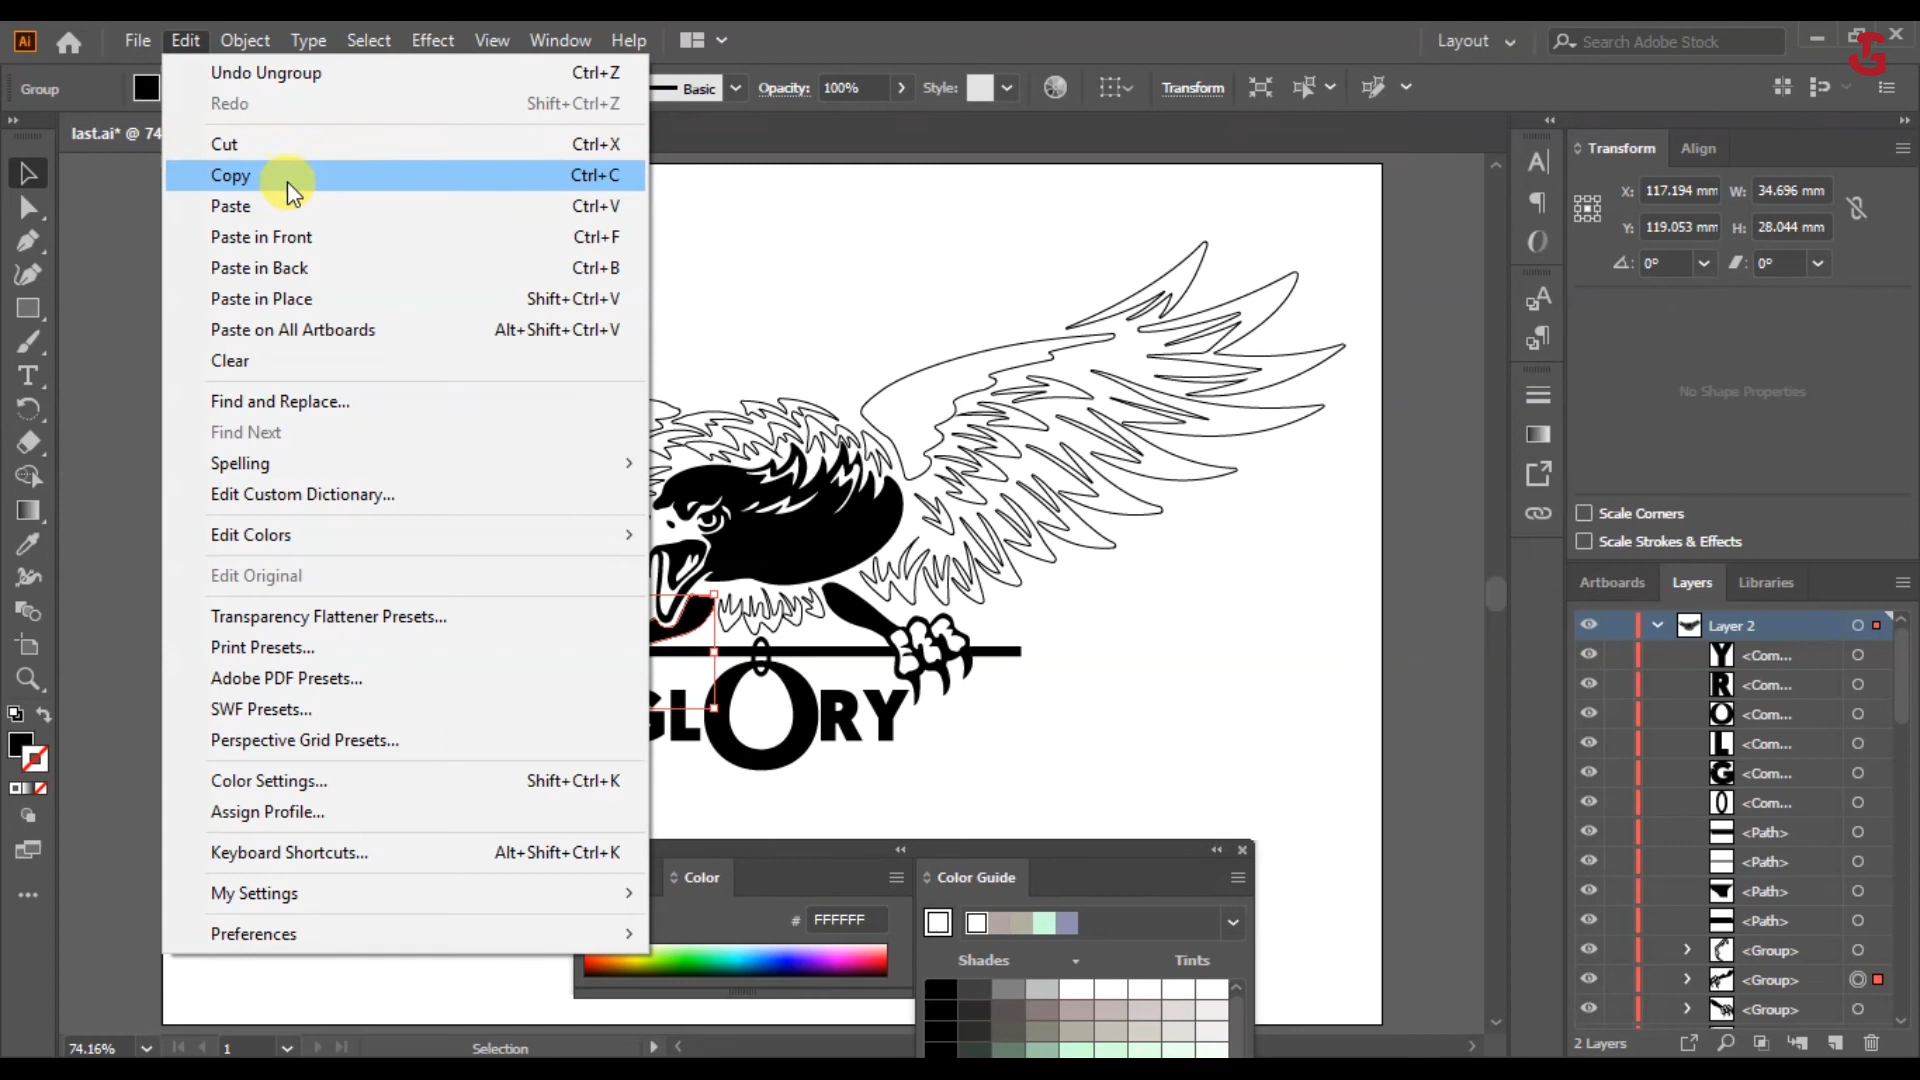 Ai
File Edit Object Type Select Effect View Window Help
Layout
Search Adobe Stock
Group
Basic
Opacity: 100%
Style:
Transform
last.ai* @ 74
Undo Ungroup Ctrl+Z
Redo Shift+Ctrl+Z
Cut Ctrl+X
Copy Ctrl+C
Paste Ctrl+V
Paste in Front Ctrl+F
Paste in Back Ctrl+B
Paste in Place Shift+Ctrl+V
Paste on All Artboards Alt+Shift+Ctrl+V
Clear
Find and Replace...
Find Next
Spelling
Edit Custom Dictionary...
Edit Colors
Edit Original
Transparency Flattener Presets...
Print Presets...
Adobe PDF Presets...
SWF Presets...
Perspective Grid Presets...
Color Settings... Shift+Ctrl+K
Assign Profile...
Keyboard Shortcuts... Alt+Shift+Ctrl+K
My Settings
Preferences
GLORY
Color
# FFFFFF
Color Guide
Shades Tints
Transform Align
X: 117.194 mm W: 34.696 mm
Y: 119.053 mm H: 28.044 mm
0° 0°
No Shape Properties
Scale Corners
Scale Strokes & Effects
Artboards Layers Libraries
Layer 2
Y <Com...
R <Com...
O <Com...
L <Com...
G <Com...
<Com...
<Path>
<Path>
<Path>
<Path>
<Group>
<Group>
<Group>
2 Layers
74.16% 1 Selection